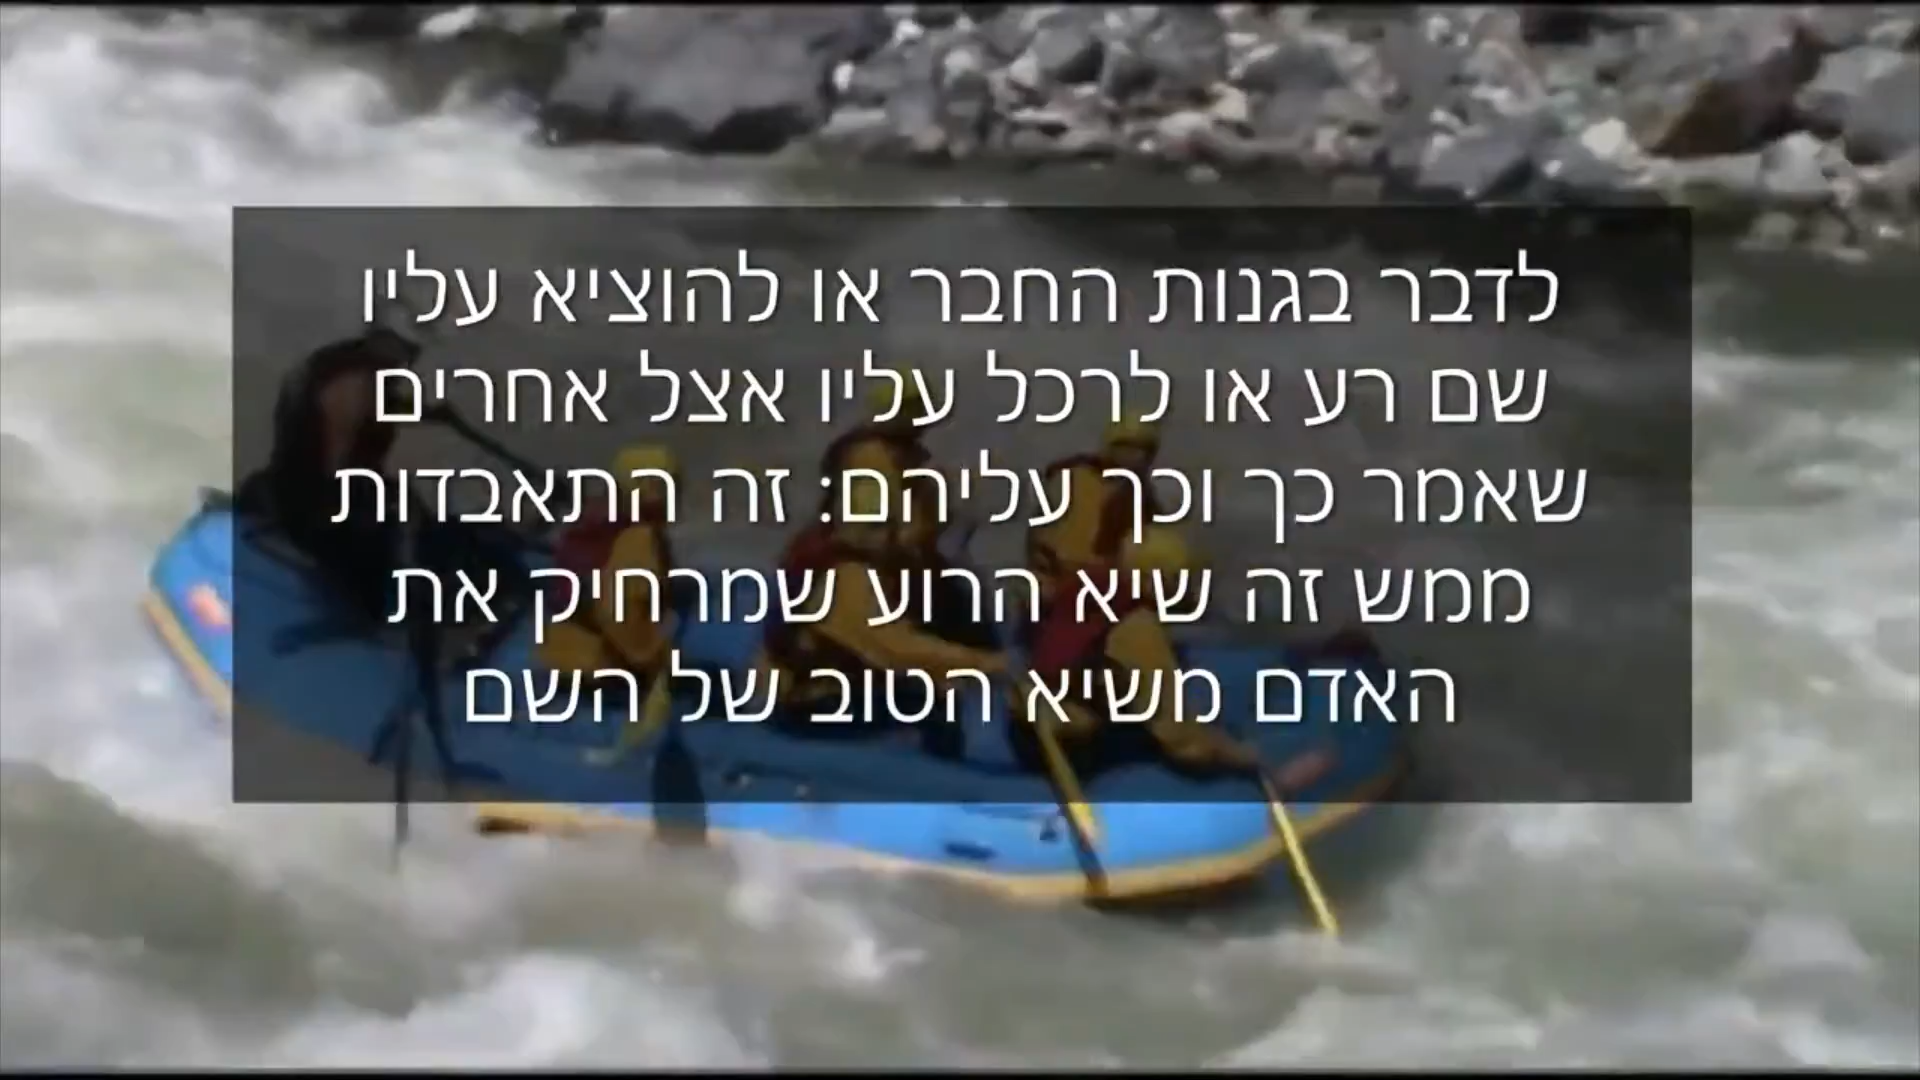 לדבר בגנות החבר או להוציא עליו
שם רע או לרכל עליו אצל אחרים
שאמר כך וכך עליהם: זה התאבדות
ממש זה שיא הרוע שמרחיק את
האדם משיא הטוב של השם